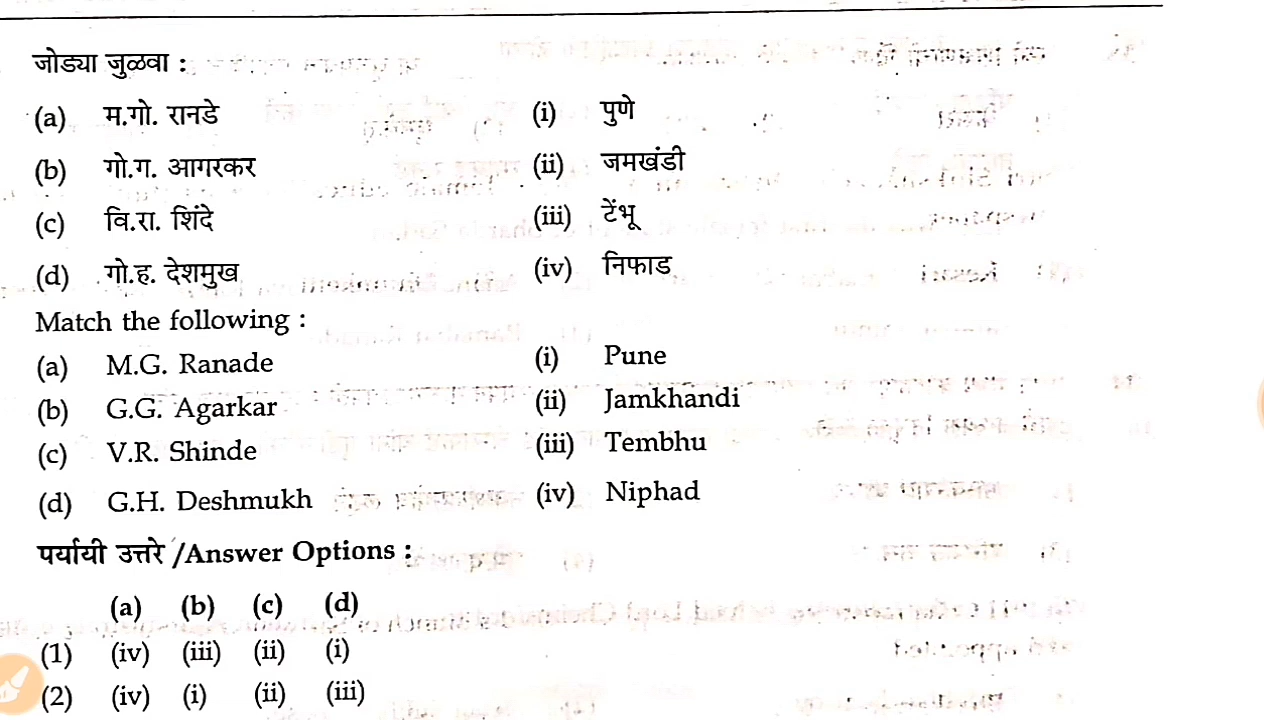 जोड्या जुळवा :
(a) म.गो. रानडे (i) पुणे
(b) गो.ग. आगरकर (ii) जमखंडी
(c) वि.रा. शिंदे (iii) टेंभू
(d) गो.ह. देशमुख (iv) निफाड
Match the following :
(a) M.G. Ranade (i) Pune
(b) G.G. Agarkar (ii) Jamkhandi
(c) V.R. Shinde (iii) Tembhu
(d) G.H. Deshmukh (iv) Niphad
पर्यायी उत्तरे /Answer Options :
(a) (b) (c) (d)
(1) (iv) (iii) (ii) (i)
(2) (iv) (i) (ii) (iii)